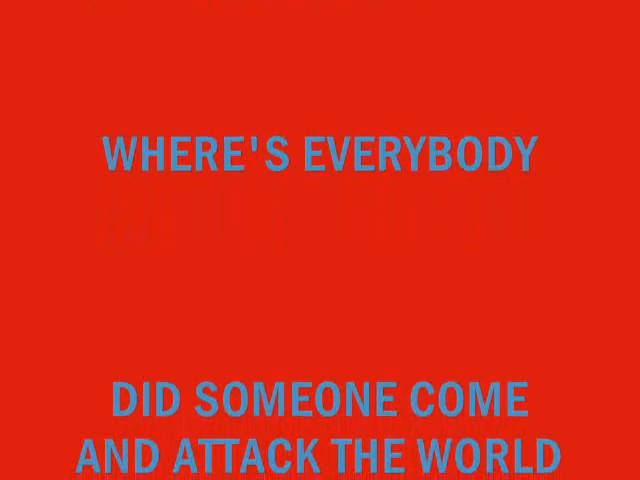 WHERE'S EVERYBODY
DID SOMEONE COME
AND ATTACK THE WORLD